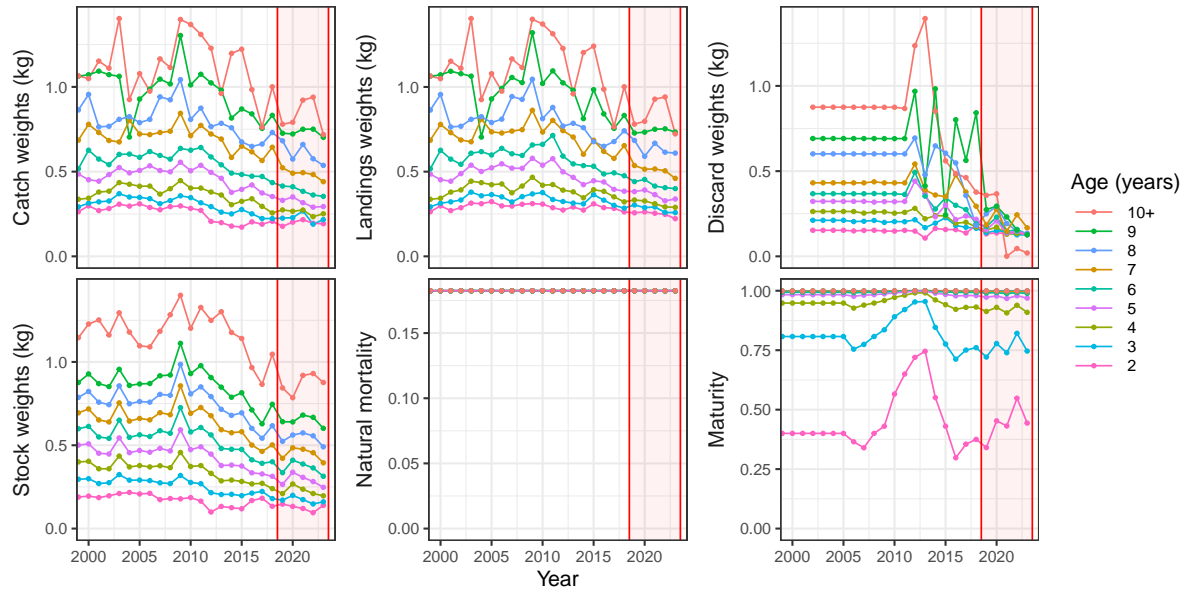 Catch weights (kg)
1.0
0.5
0.0
Landings weights (kg)
1.0
0.5
0.0
Discard weights (kg)
1.0
0.5
0.0
Stock weights (kg)
1.0
0.5
0.0
2000 2005 2010 2015 2020
Natural mortality
0.15
0.10
0.05
0.00
2000 2005 2010 2015 2020
Maturity
1.00
0.75
0.50
0.25
0.00
2000 2005 2010 2015 2020
Year
Age (years)
10+
9
8
7
6
5
4
3
2